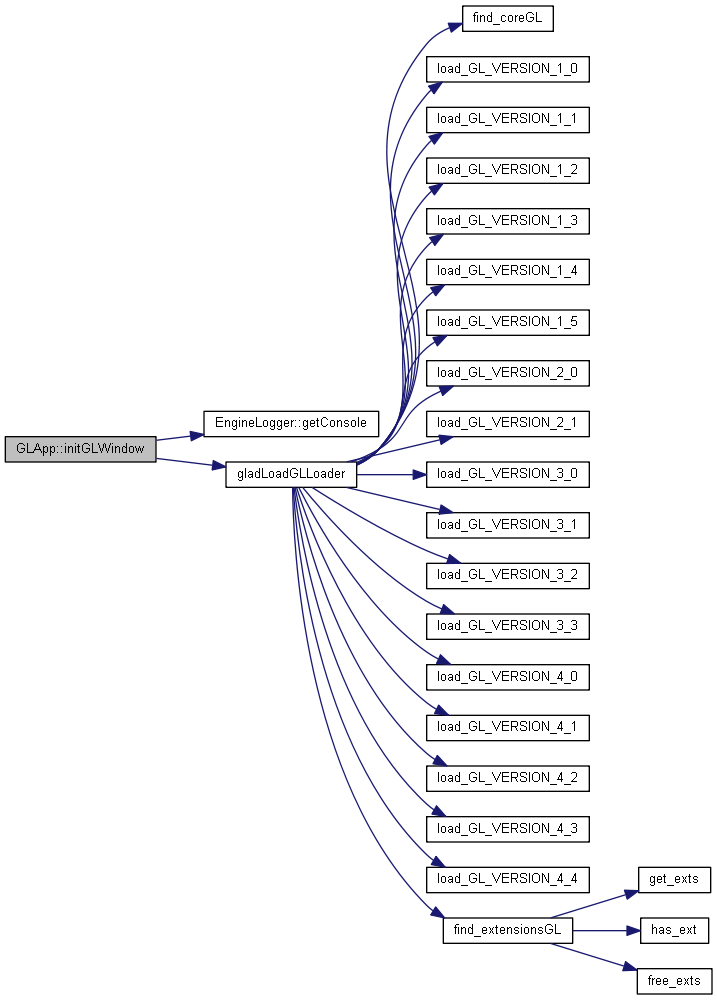 find_coreGL
load_GL_VERSION_1_0
load_GL_VERSION_1_1
load_GL_VERSION_1_2
load_GL_VERSION_1_3
load_GL_VERSION_1_4
load_GL_VERSION_1_5
load_GL_VERSION_2_0
EngineLogger::getConsole
load_GL_VERSION_2_1
GLApp::initGLWindow
gladLoadGLLoader
load_GL_VERSION_3_0
load_GL_VERSION_3_1
load_GL_VERSION_3_2
load_GL_VERSION_3_3
load_GL_VERSION_4_0
load_GL_VERSION_4_1
load_GL_VERSION_4_2
load_GL_VERSION_4_3
load_GL_VERSION_4_4
get_exts
find_extensionsGL
has_ext
free_exts